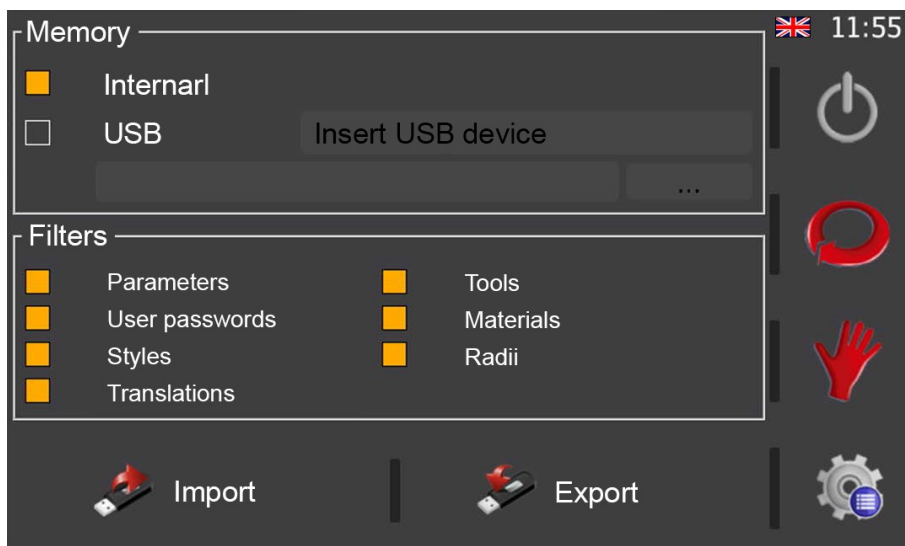 Memory
11:55
Internarl
USB
Insert USB device
...
Filters
Parameters
Tools
User passwords
Materials
Styles
Radii
Translations
Import
Export